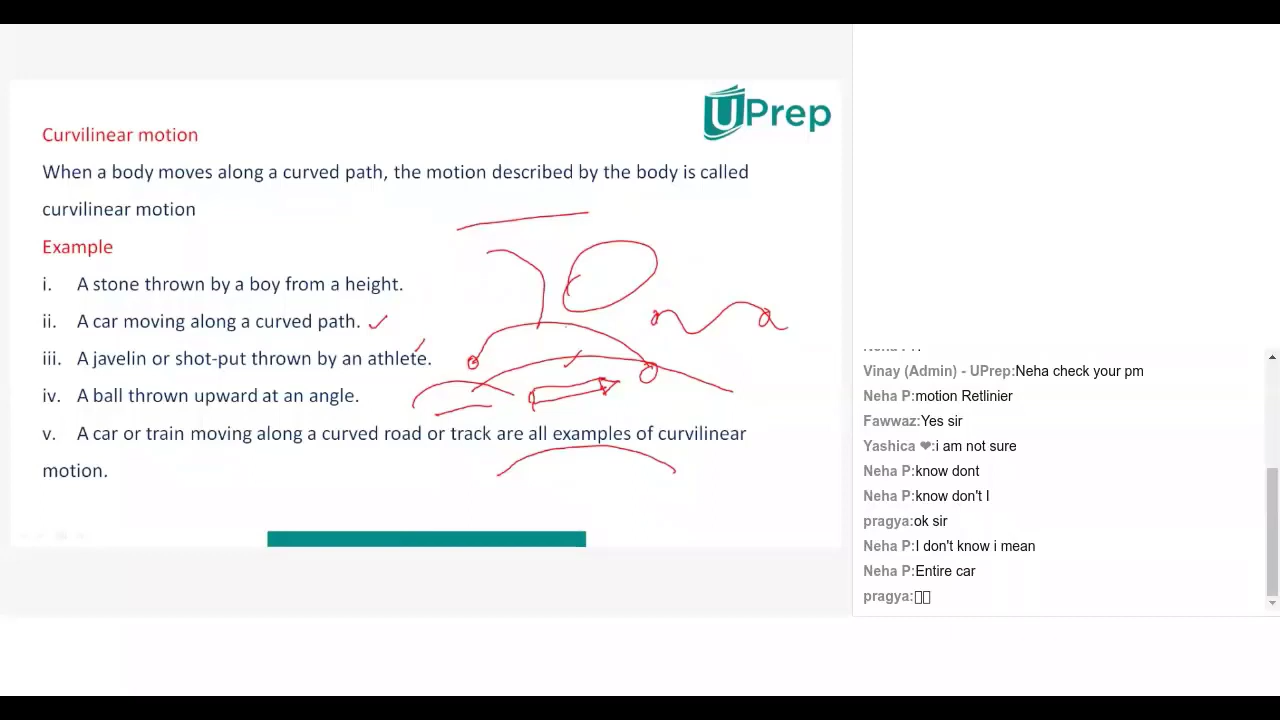 UPrep
Curvilinear motion
When a body moves along a curved path, the motion described by the body is called
curvilinear motion
Example
i. A stone thrown by a boy from a height.
ii. A car moving along a curved path.
iii. A javelin or shot-put thrown by an athlete.
iv. A ball thrown upward at an angle.
v. A car or train moving along a curved road or track are all examples of curvilinear
motion.
Vinay (Admin) - UPrep:Neha check your pm
Neha P:motion Retlinier
Fawwaz:Yes sir
Yashica ❤:i am not sure
Neha P:know dont
Neha P:know don't I
pragya:ok sir
Neha P:I don't know i mean
Neha P:Entire car
pragya: